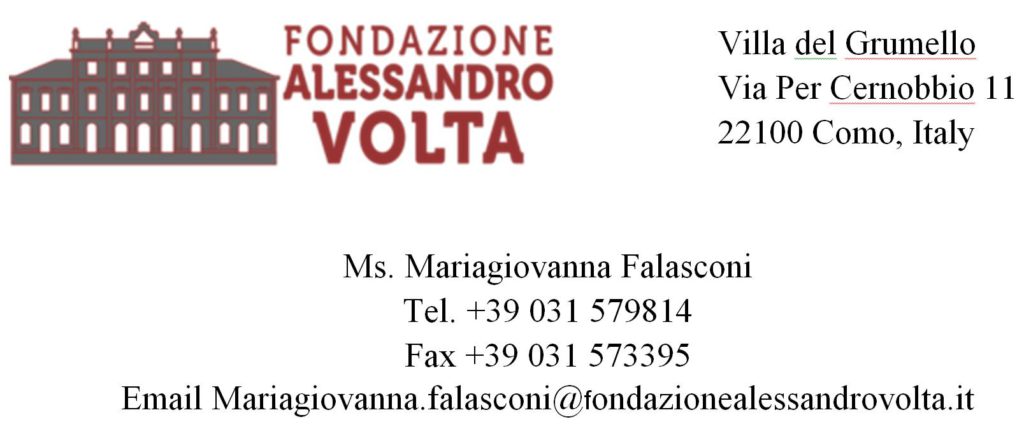 FONDAZIONE
ALESSANDRO
VOLTA
Villa del Grumello
Via Per Cernobbio 11
22100 Como, Italy
Ms. Mariagiovanna Falasconi
Tel. +39 031 579814
Fax +39 031 573395
Email Mariagiovanna.falasconi@fondazionealessandrovolta.it